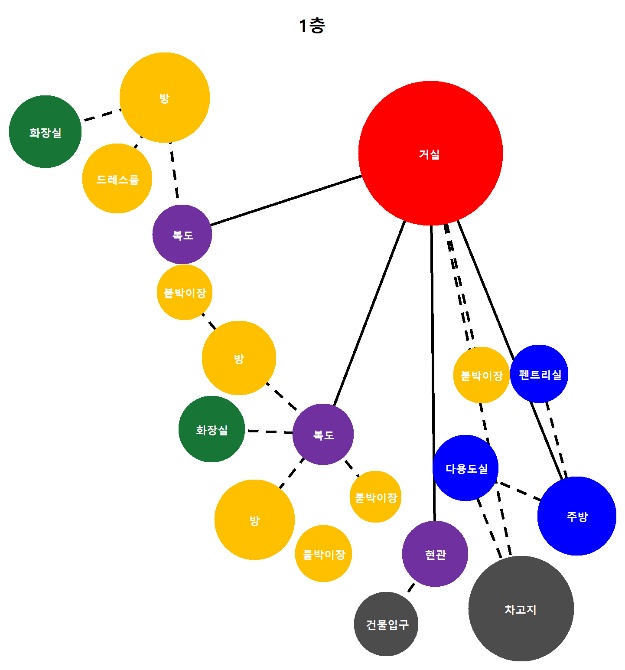 1층
방
화장실
드레스룸
거실
복도
붙박이장
방
붙박이장
펜트리실
화장실
복도
다용도실
붙박이장
방
주방
붙박이장
현관
건물입구
차고지